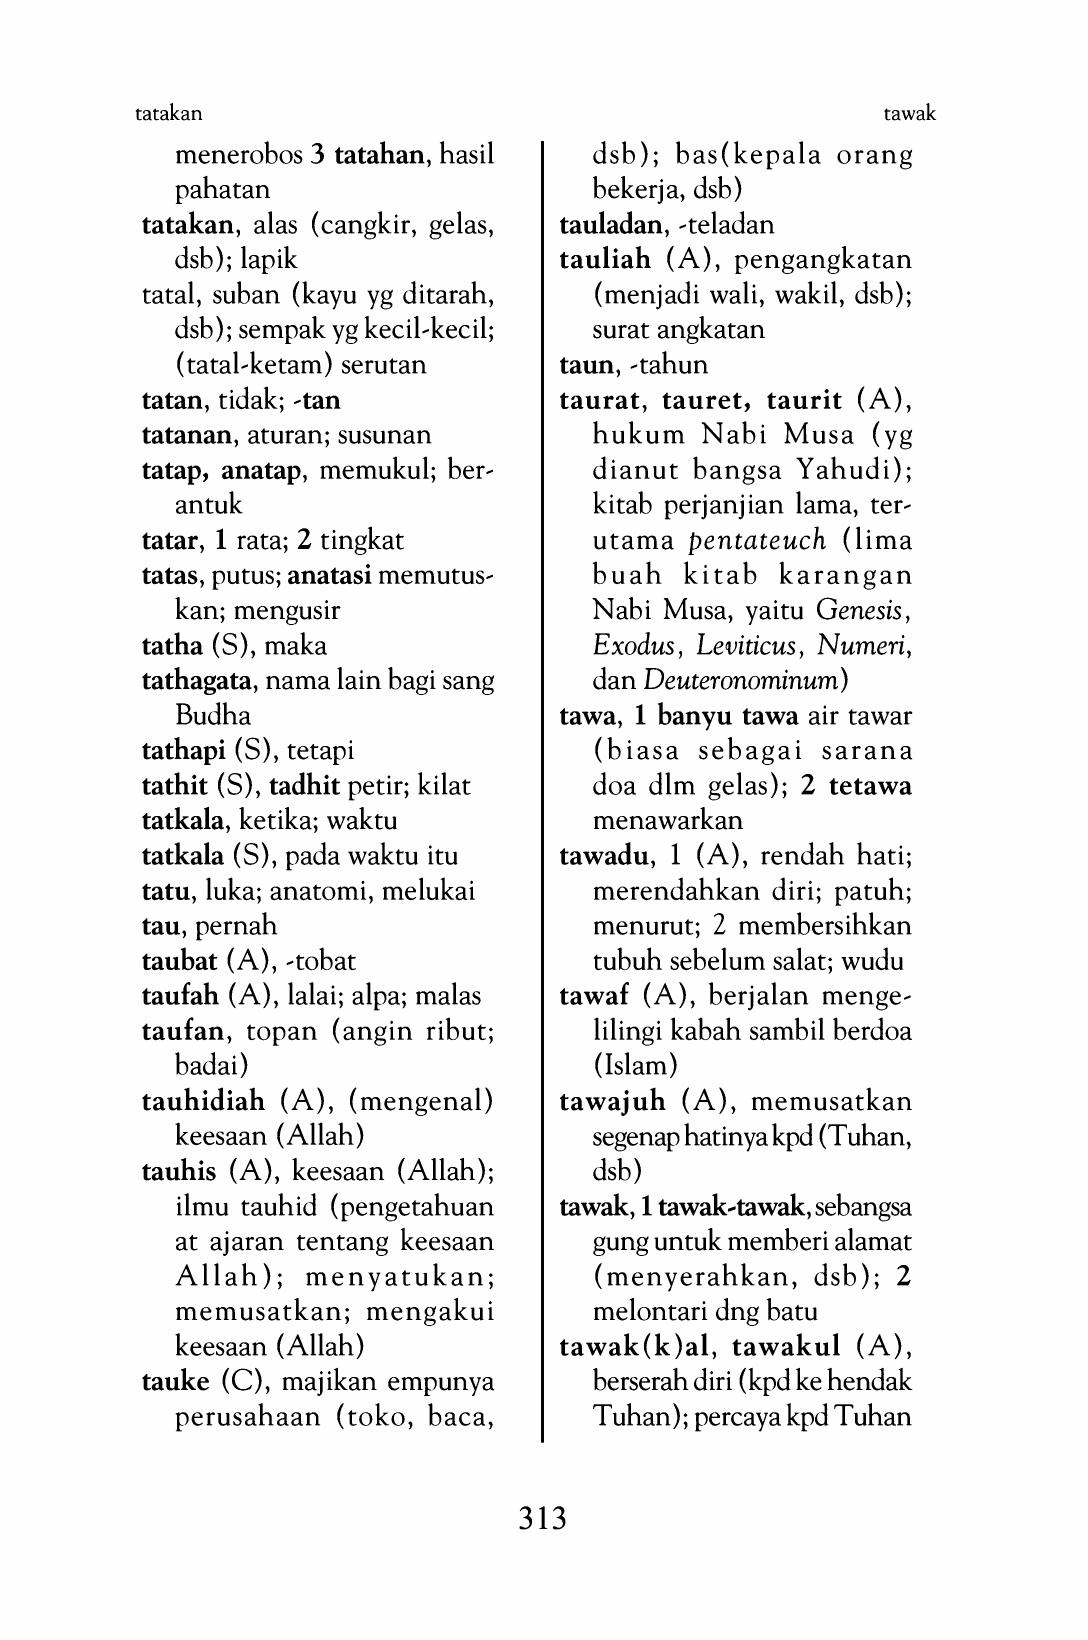 tatakan
tawak
menerobos 3 tatahan, hasil
pahatan
tatakan, alas (cangkir, gelas,
dsb); lapik
tatal, suban (kayu yg ditarah,
dsb); sempak yg kecil-kecil;
(tatal-ketam) serutan
tatan, tidak; -tan
tatanan, aturan; susunan
tatap, anatap, memukul; ber-
antuk
tatar, 1 rata; 2 tingkat
tatas, putus; anatasi memutus-
kan; mengusir
tatha (S), maka
tathagata, nama lain bagi sang
Budha
tathapi (S), tetapi
tathit (S), tadhit petir; kilat
tatkala, ketika; waktu
tatkala (S), pada waktu itu
tatu, luka; anatomi, melukai
tau, pernah
taubat (A), -tobat
taufah (A), lalai; alpa; malas
taufan, topan (angin ribut;
badai)
tauhidiah (A), (mengenal)
keesaan (Allah)
tauhis (A), keesaan (Allah);
ilmu tauhid (pengetahuan
at ajaran tentang keesaan
Allah); menyatukan;
memusatkan; mengakui
keesaan (Allah)
tauke (C), majikan empunya
perusahaan (toko, baca,
dsb); bas(kepala orang
bekerja, dsb)
tauladan, -teladan
tauliah (A), pengangkatan
(menjadi wali, wakil, dsb);
surat angkatan
taun, -tahun
taurat, tauret, taurit (A),
hukum Nabi Musa (yg
dianut bangsa Yahudi);
kitab perjanjian lama, ter-
utama pentateuch (lima
buah kitab karangan
Nabi Musa, yaitu Genesis,
Exodus, Leviticus, Numeri,
dan Deuteronominum)
tawa, 1 banyu tawa air tawar
(biasa sebagai sarana
doa dlm gelas); 2 tetawa
menawarkan
tawadu, 1 (A), rendah hati;
merendahkan diri; patuh;
menurut; 2 membersihkan
tubuh sebelum salat; wudu
tawaf (A), berjalan menge-
lilingi kabah sambil berdoa
(Islam)
tawajuh (A), memusatkan
segenap hatinya kpd (Tuhan,
dsb)
tawak, 1 tawak-tawak, sebangsa
gung untuk memberi alamat
(menyerahkan, dsb); 2
melontari dng batu
tawak(k)al, tawakul (A),
berserah diri (kpd ke hendak
Tuhan); percaya kpd Tuhan
313